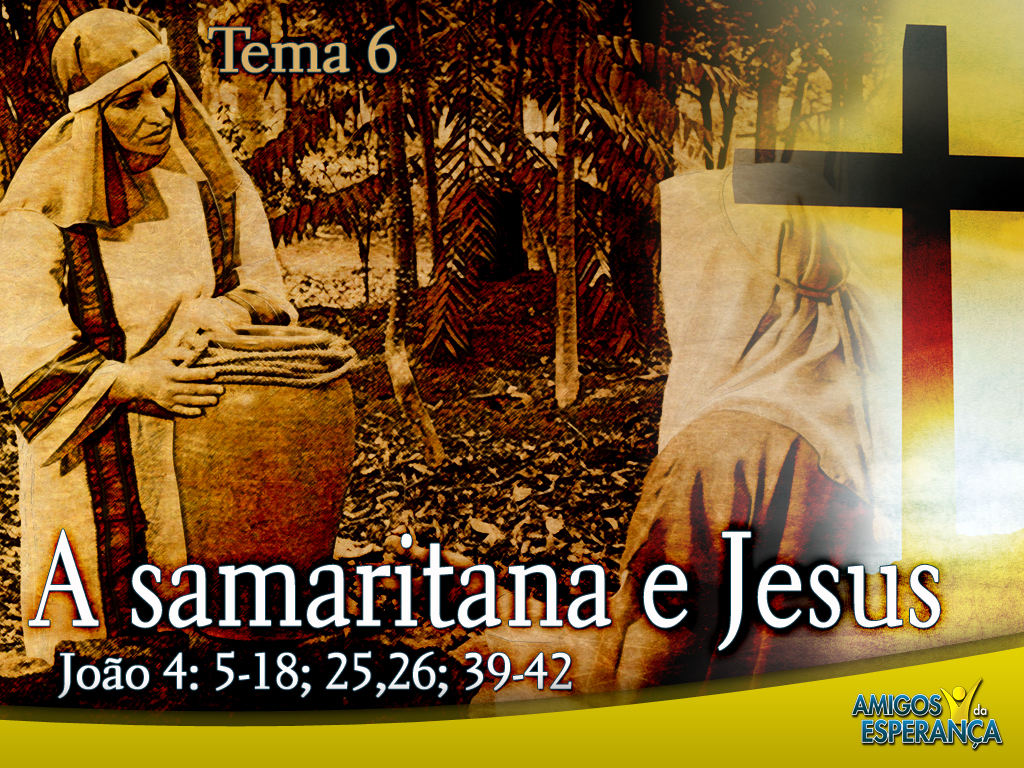 Tema 6
A samaritana e Jesus
João 4: 5-18; 25,26; 39-42
AMIGOS da
ESPERANÇA